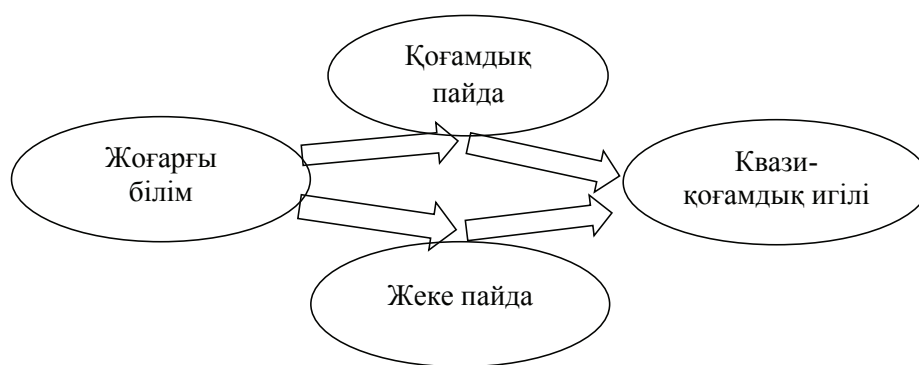 Қоғамдық
пайда
Жоғарғы
білім
Квази-
қоғамдық игілі
Жеке пайда